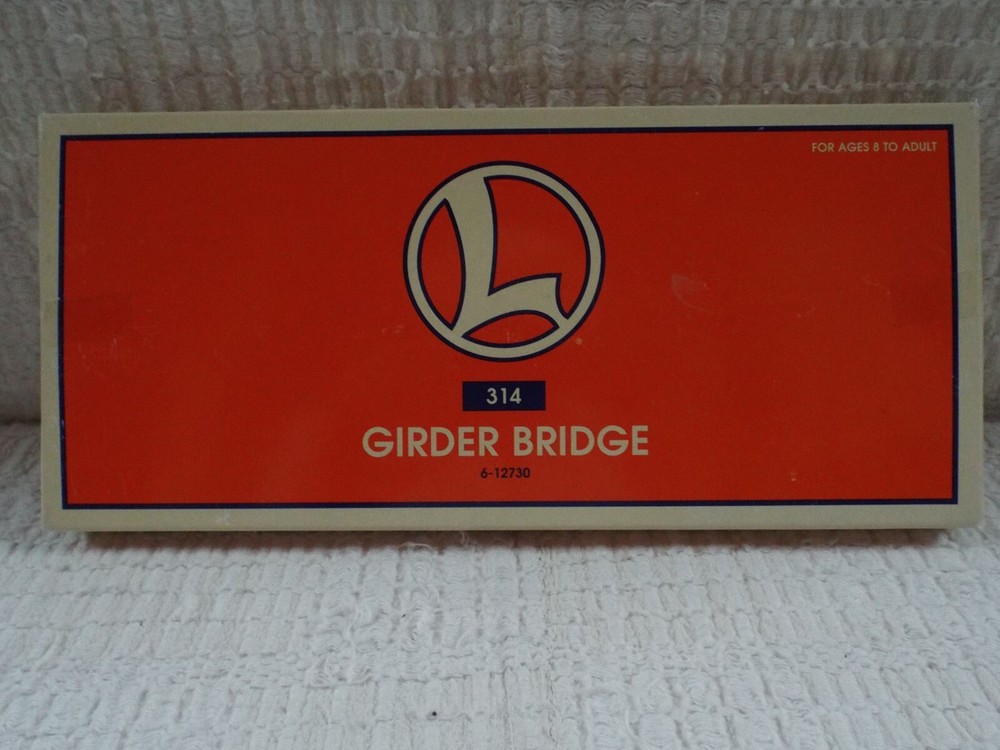 FOR AGES 8 TO ADULT
L
314
GIRDER BRIDGE
6-12730